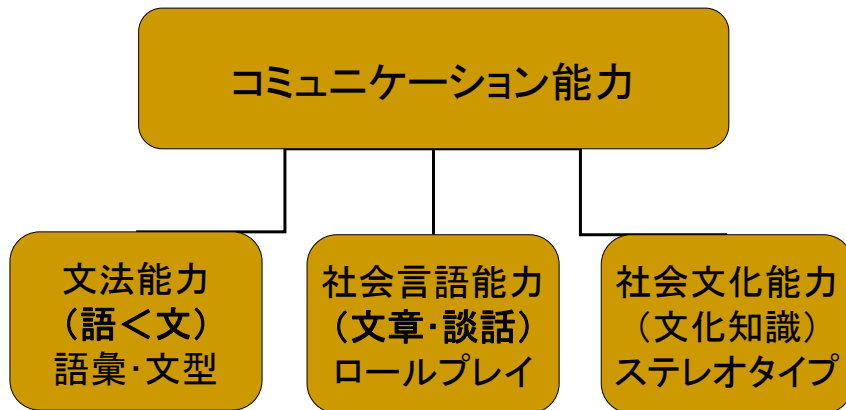 コミュニケーション能力
文法能力
(語<文)
語彙・文型
社会言語能力
(文章・談話)
ロールプレイ
社会文化能力
(文化知識)
ステレオタイプ